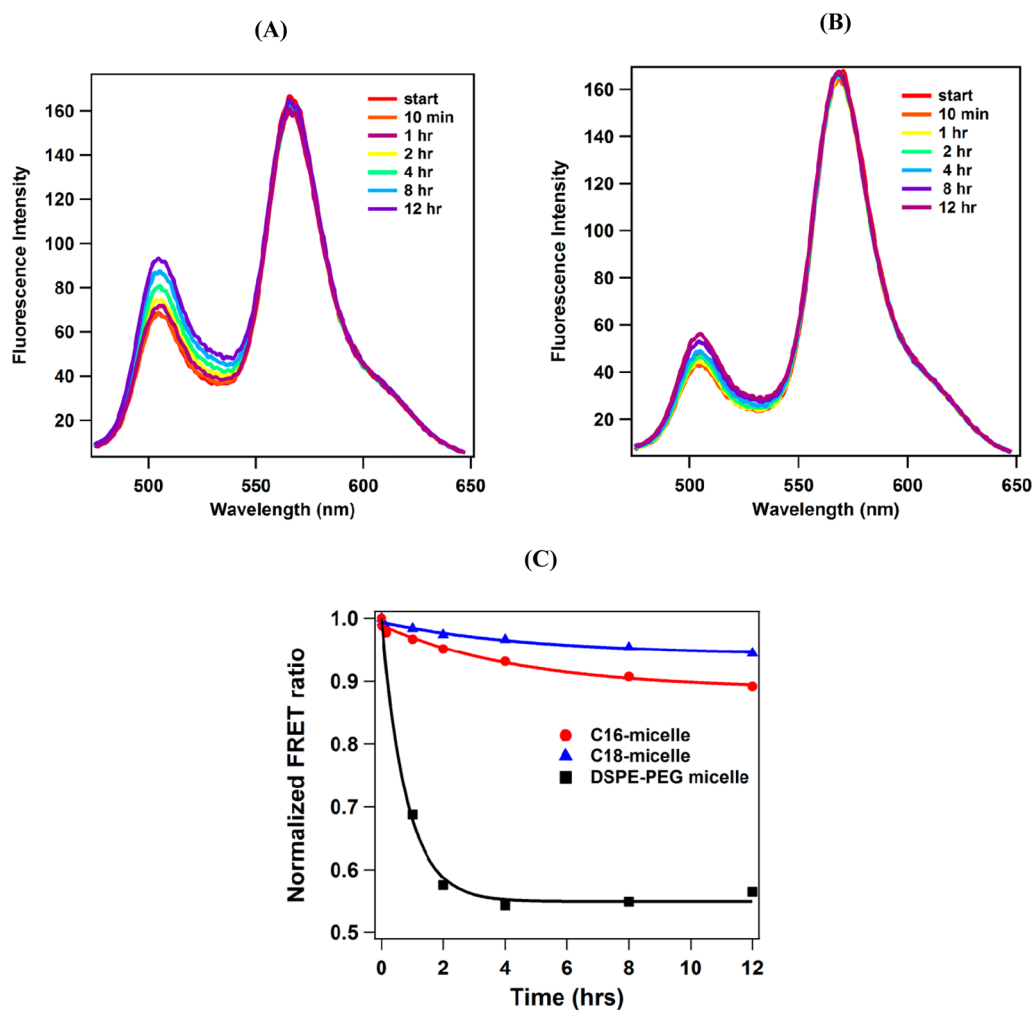 (A)
160
140
120
100
80
60
40
20
Fluorescence Intensity
start
10 min
1 hr
2 hr
4 hr
8 hr
12 hr
500
550
600
650
Wavelength (nm)
(B)
160
140
120
100
80
60
40
20
Fluorescence Intensity
start
10 min
1 hr
2 hr
4 hr
8 hr
12 hr
500
550
600
650
Wavelength (nm)
(C)
1.0
0.9
0.8
0.7
0.6
0.5
Normalized FRET ratio
C16-micelle
C18-micelle
DSPE-PEG micelle
0
2
4
6
8
10
12
Time (hrs)